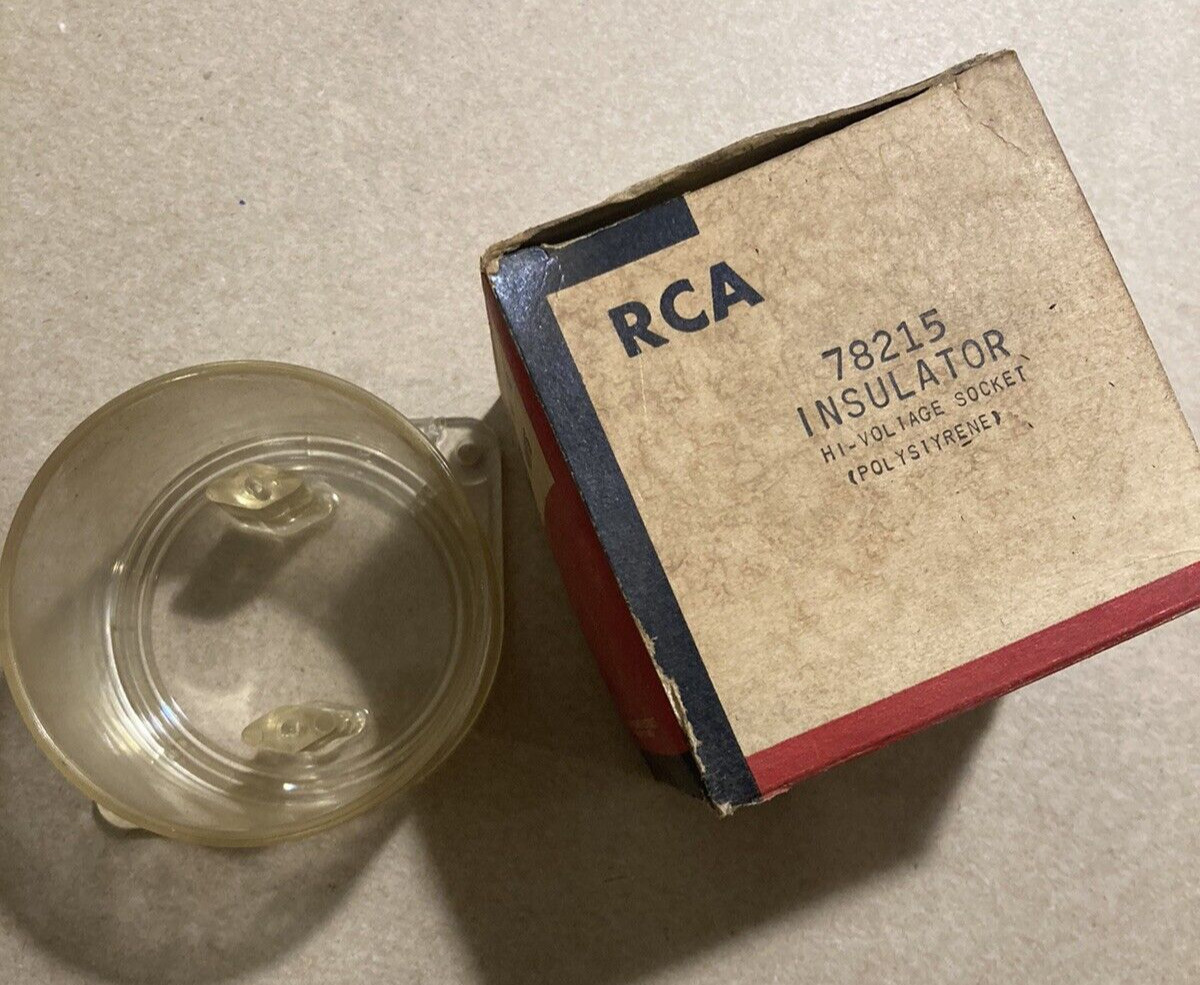 RCA
78215
INSULATOR
HI-VOLTAGE SOCKET
(POLYSTYRENE)